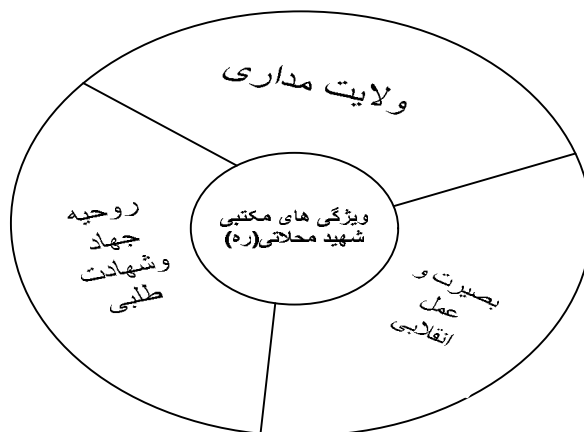 ولایت مداری
ویژگی های مکتبی
شهید محلاتی(ره)
روحیه
جهاد
وشهادت
طلبی
بصیرت و
عمل
انقلابی